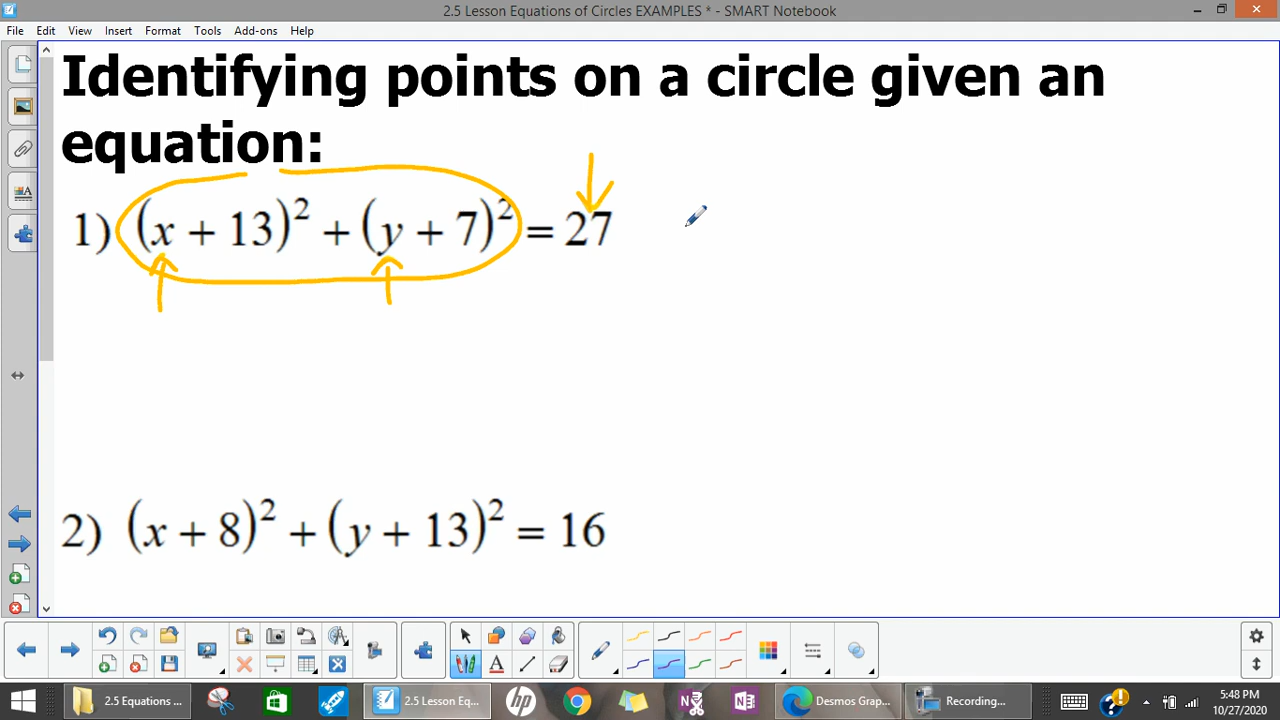 2.5 Lesson Equations of Circles EXAMPLES * - SMART Notebook
File Edit View Insert Format Tools Add-ons Help
Identifying points on a circle given an
equation:
1) (x + 13)² + (y + 7)² = 27
2) (x + 8)² + (y + 13)² = 16
2.5 Equations ...
2.5 Lesson Eq...
Desmos Grap...
Recording...
5:48 PM
10/27/2020